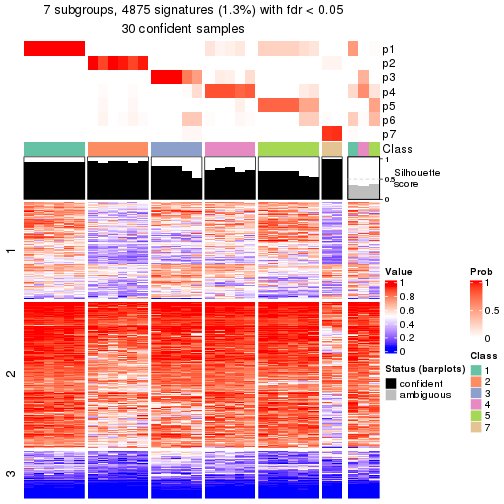 7 subgroups, 4875 signatures (1.3%) with fdr < 0.05
30 confident samples
p1
p2
p3
p4
p5
p6
p7
Class
1
0.5
0
Silhouette
score
1
2
3
Value
1
0.8
0.6
0.4
0.2
0
Status (barplots)
confident
ambiguous
Prob
1
0.5
0
Class
1
2
3
4
5
7